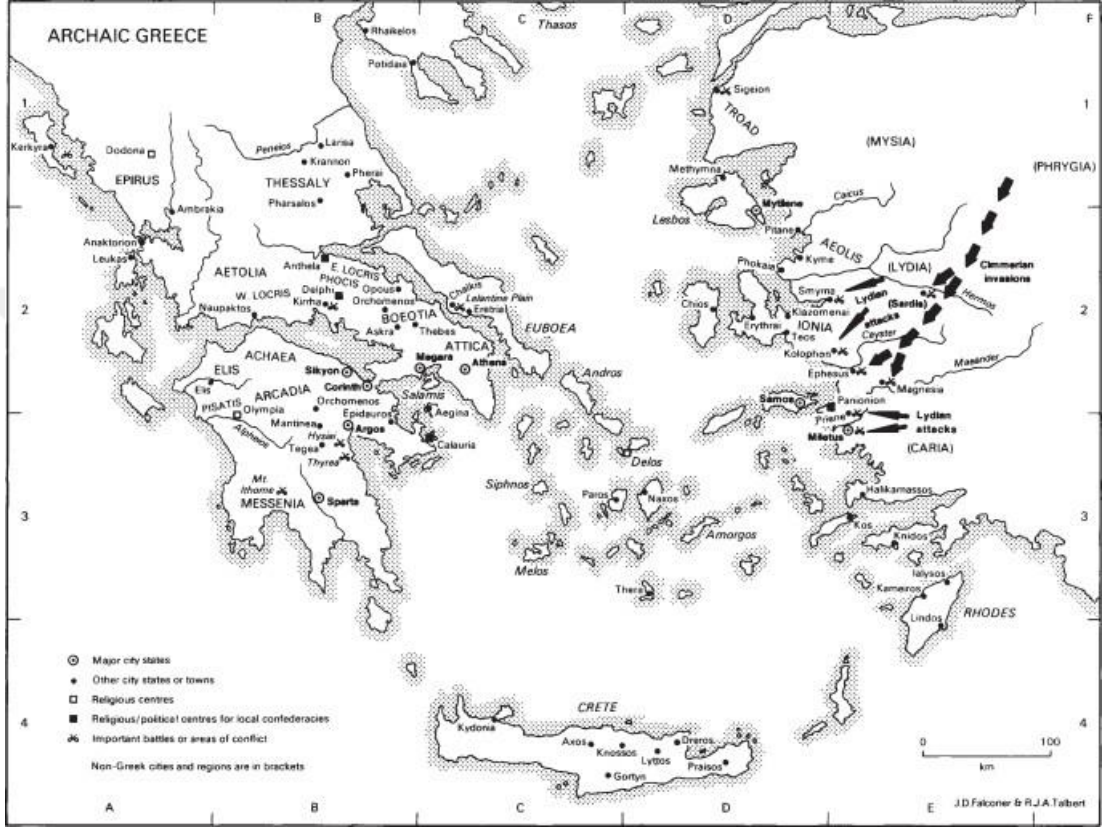 ARCHAIC GREECE
B
C
D
F
Thasos
Rhaikelos
Potidaia
1
Sigeion
1
TROAD
(MYSIA)
Kerkyra
Dodona
EPIRUS
Peneios
Larisa
Krannon
THESSALY
Pherai
Pharsalos
Ambrakia
(PHRYGIA)
Methymna
Lesbos
Mytilene
Caicus
Pitane
AEOLIS
Kyme
Phokaia
(LYDIA)
Cimmerian
invasions
Anaktorion
Leukas
AETOLIA
Anthela
E. LOCRIS
PHOCIS
Delphi
Opous
W. LOCRIS
Kirrha
Orchomenos
Chalkis
Lelantine Plain
Eretria
Naupaktos
BOEOTIA
Askra
Thebes
EUBOEA
2
Chios
Smyrna
Lydian
attacks
(Sardis)
Hermos
Klazomenai
Erythrai
IONIA
Teos
Cayster
Kolophon
Ephesus
Maeander
Magnesia
2
ACHAEA
ELIS
Sikyon
Megara
ATTICA
Athens
Elis
ARCADIA
Corinth
Salamis
PISATIS
Olympia
Orchomenos
Epidauros
Aegina
Mantinea
Argos
Alpheios
Hysiai
Tegea
Calauria
Thyrea
Mt.
Ithome
MESSENIA
Sparta
Andros
Samos
Panionion
Priene
Lydian
attacks
Miletus
(CARIA)
Delos
Siphnos
Paros
Naxos
Halikarnassos
3
Kos
3
Amorgos
Knidos
Melos
Thera
Ialysos
Kameiros
Lindos
RHODES
Major city states
Other city states or towns
Religious centres
Religious/political centres for local confederacies
Important battles or areas of conflict
Non-Greek cities and regions are in brackets
CRETE
4
Kydonia
Axos
Knossos
Dreros
Lyttos
Praisos
Gortyn
0
100
km
4
A
B
C
D
E
J.D.Falconer & R.J.A.Talbert